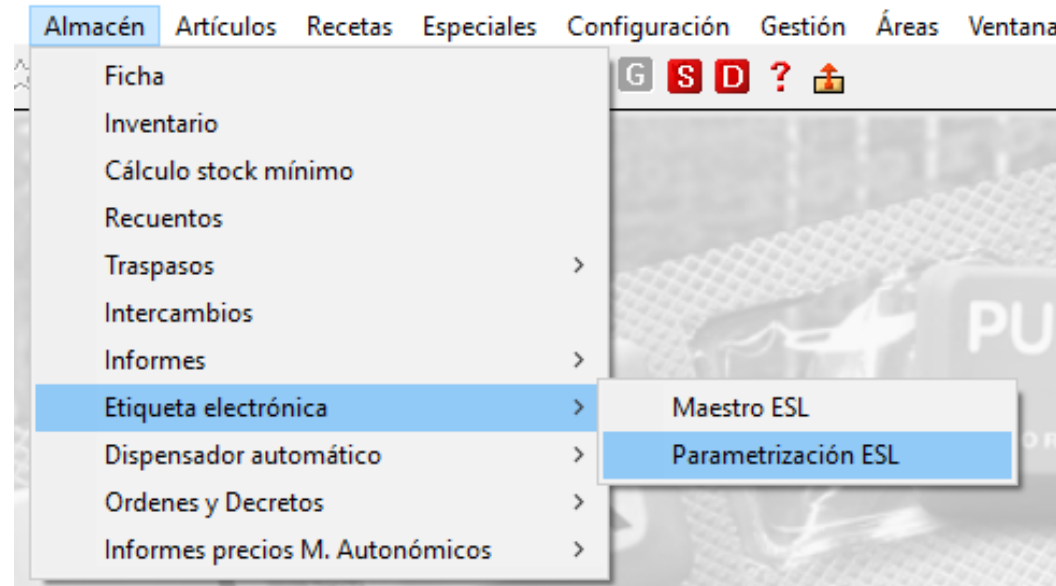 Almacén Artículos Recetas Especiales Configuración Gestión Áreas Ventana
G S D ?
Ficha
Inventario
Cálculo stock mínimo
Recuentos
Traspasos
Intercambios
Informes
Etiqueta electrónica
Maestro ESL
Parametrización ESL
Dispensador automático
Ordenes y Decretos
Informes precios M. Autonómicos
PU